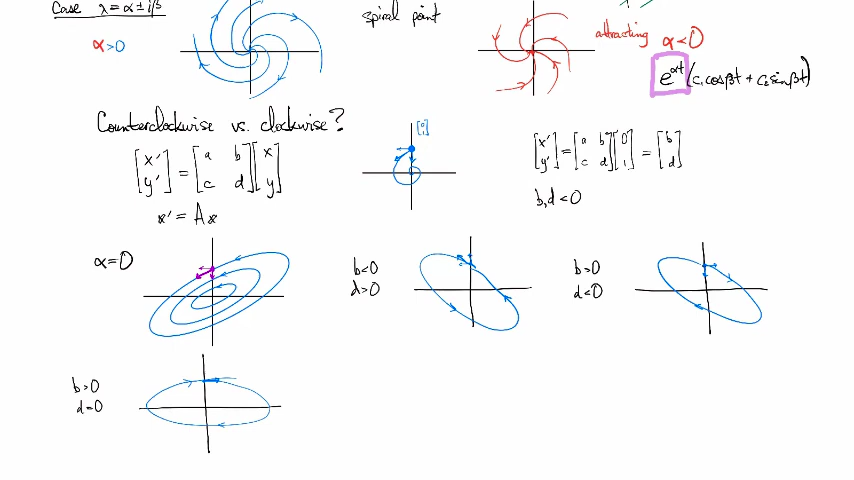 Case λ = α ± iβ
α > 0
spiral point
attracting α < 0
e^αt (c₁cosβt + c₂sinβt)
Counterclockwise vs. clockwise?
[x' y'] = [a b c d][x y]
x' = Ax
[0 1]
[x' y'] = [a b c d][0 1] = [b d]
b,d < 0
α = 0
b < 0
d > 0
b > 0
d < 0
b > 0
d = 0